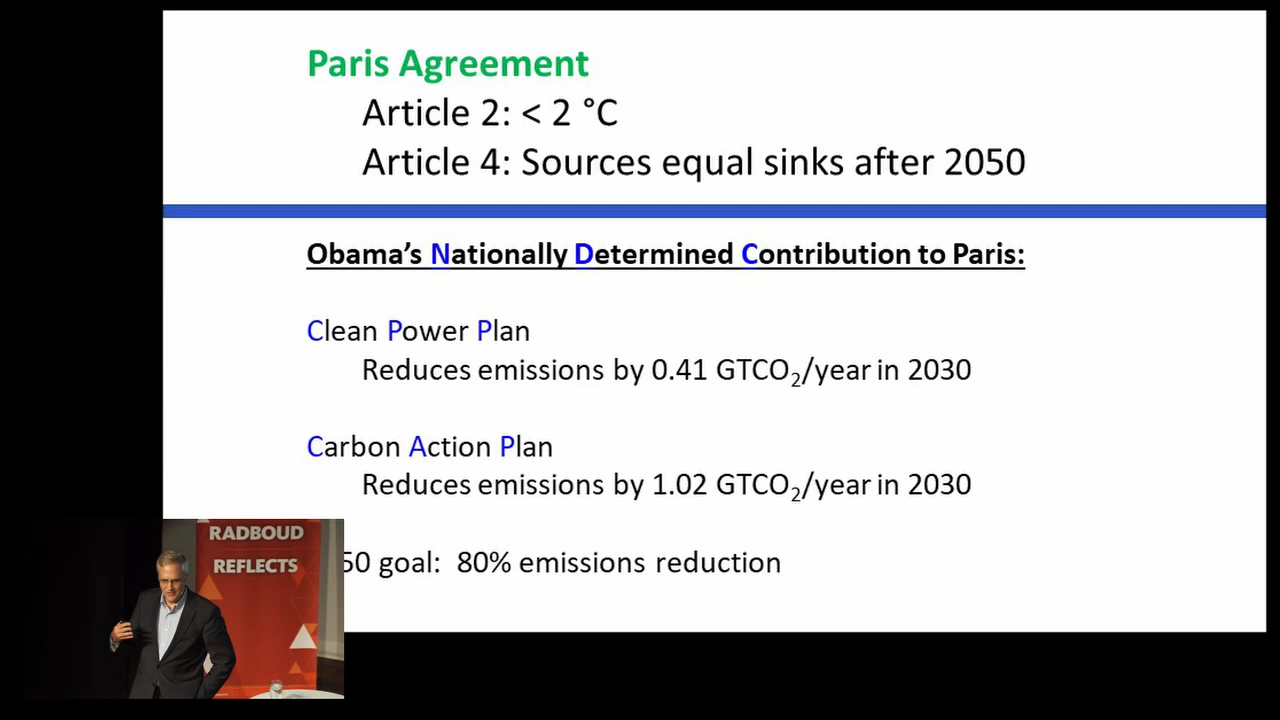 Paris Agreement
Article 2: < 2 °C
Article 4: Sources equal sinks after 2050
Obama's Nationally Determined Contribution to Paris:
Clean Power Plan
Reduces emissions by 0.41 GTCO₂/year in 2030
Carbon Action Plan
Reduces emissions by 1.02 GTCO₂/year in 2030
50 goal: 80% emissions reduction
RADBOUD
REFLECTS